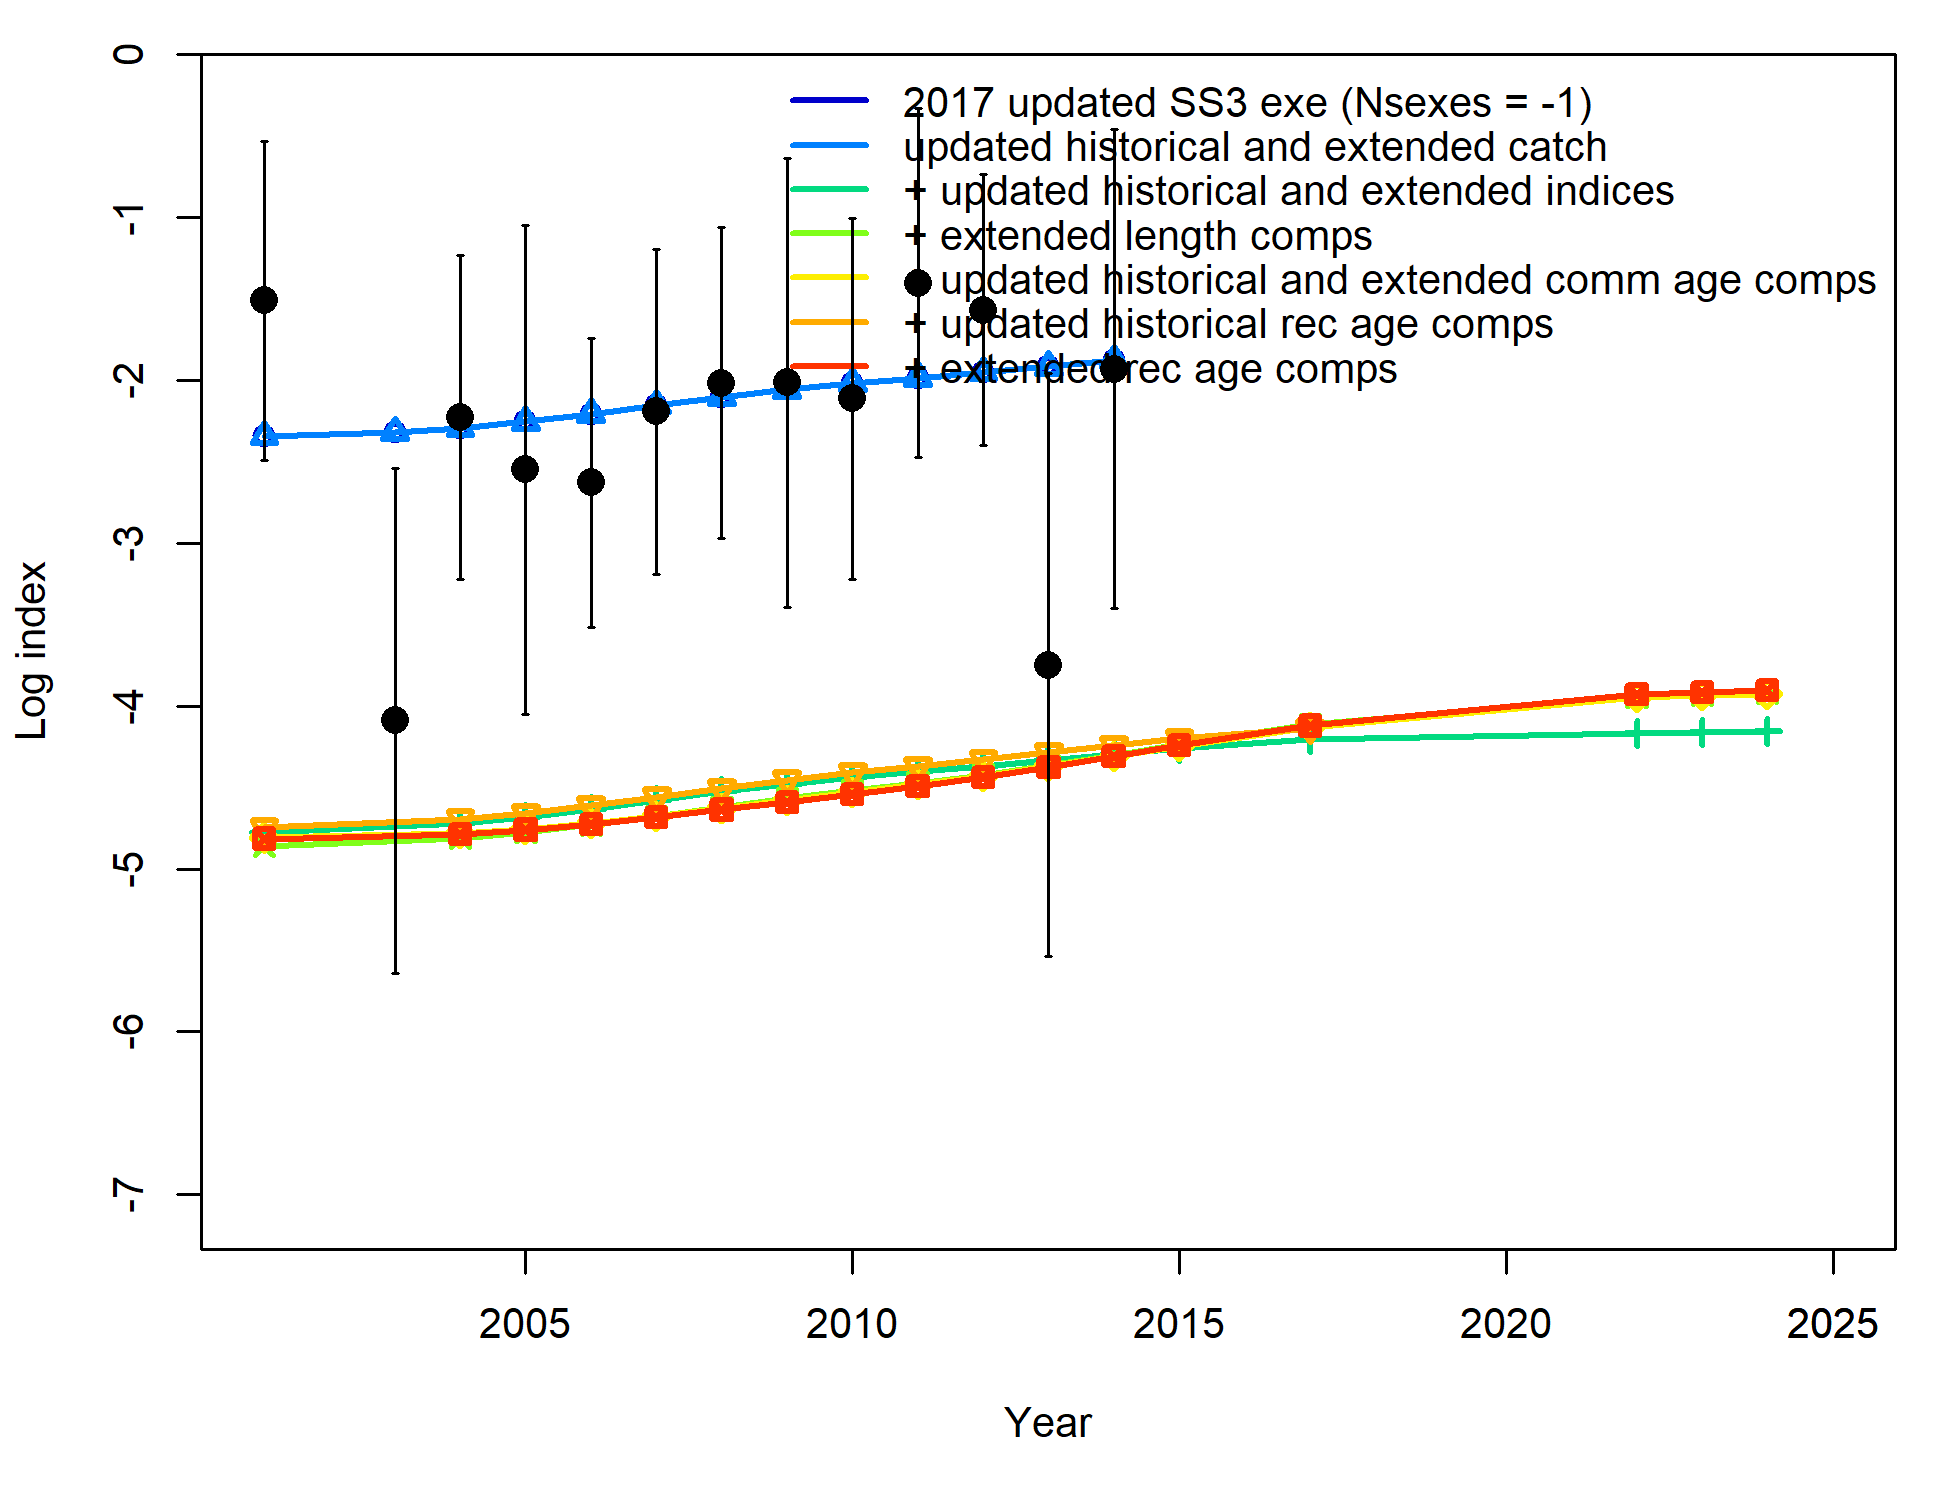 0
-1
-2
-3
-4
-5
-6
-7
Log index
2017 updated SS3 exe (Nsexes = -1)
updated historical and extended catch
+ updated historical and extended indices
+ extended length comps
updated historical and extended comm age comps
+ updated historical rec age comps
+ extended rec age comps
2005 2010 2015 2020 2025
Year